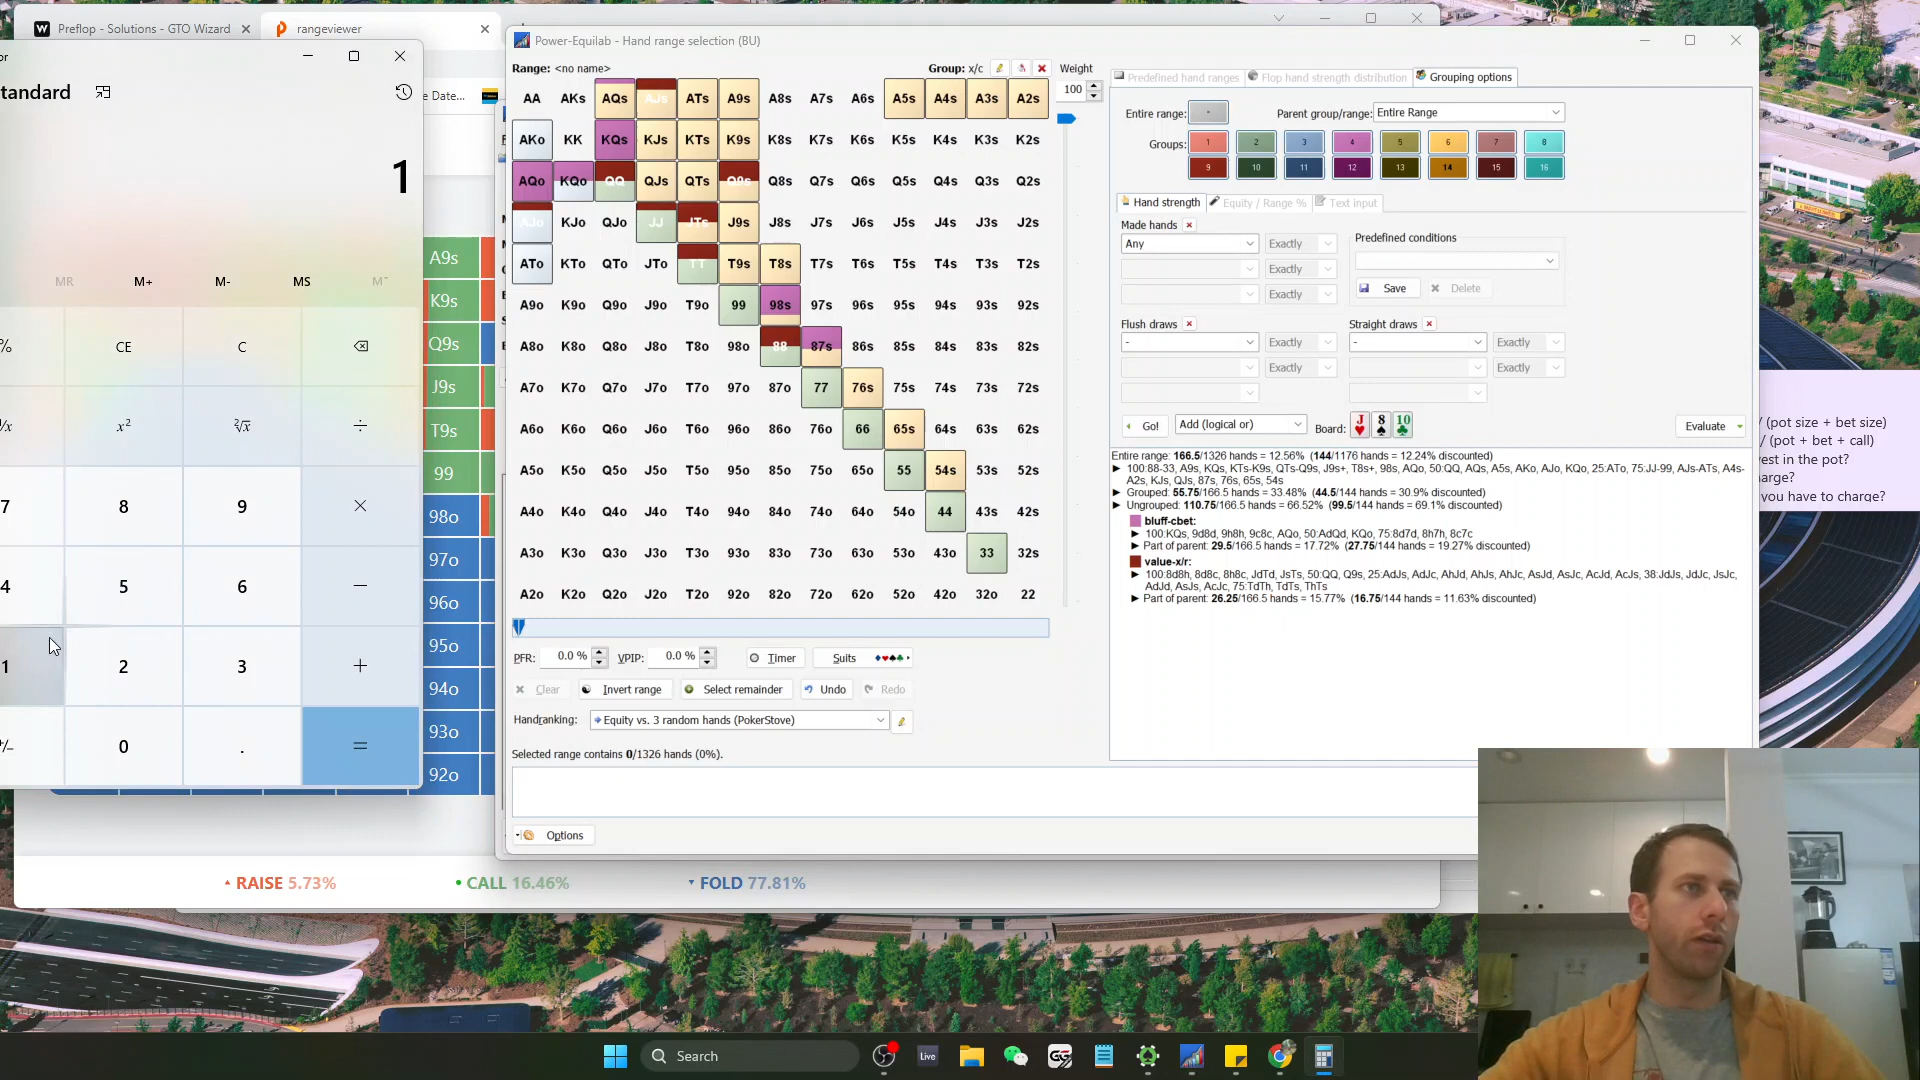 Preflop - Solutions - GTO Wizard
rangeviewer
or
tandard
e Date...
1
MR M+ M- MS
% CE C
x²
÷
7 8 9 ×
4 5 6 −
1 2 3 +
+/− 0 . =
A9s
K9s
Q9s
J9s
T9s
99
98o
97o
96o
95o
94o
93o
92o
RAISE 5.73%
CALL 16.46%
FOLD 77.81%
Power-Equilab - Hand range selection (BU)
Range: <no name>
Group: x/c
Weight
100
AA AKs AQs AJs ATs A9s A8s A7s A6s A5s A4s A3s A2s
AKo KK KQs KJs KTs K9s K8s K7s K6s K5s K4s K3s K2s
AQo KQo QQ QJs QTs Q9s Q8s Q7s Q6s Q5s Q4s Q3s Q2s
AJo KJo QJo JJ JTs J9s J8s J7s J6s J5s J4s J3s J2s
ATo KTo QTo JTo TT T9s T8s T7s T6s T5s T4s T3s T2s
A9o K9o Q9o J9o T9o 99 98s 97s 96s 95s 94s 93s 92s
A8o K8o Q8o J8o T8o 98o 88 87s 86s 85s 84s 83s 82s
A7o K7o Q7o J7o T7o 97o 87o 77 76s 75s 74s 73s 72s
A6o K6o Q6o J6o T6o 96o 86o 76o 66 65s 64s 63s 62s
A5o K5o Q5o J5o T5o 95o 85o 75o 65o 55 54s 53s 52s
A4o K4o Q4o J4o T4o 94o 84o 74o 64o 54o 44 43s 42s
A3o K3o Q3o J3o T3o 93o 83o 73o 63o 53o 43o 33 32s
A2o K2o Q2o J2o T2o 92o 82o 72o 62o 52o 42o 32o 22
PFR: 0.0 % VPIP: 0.0 % Timer Suits
Clear Invert range Select remainder Undo Redo
Handranking: Equity vs. 3 random hands (PokerStove)
Selected range contains 0/1326 hands (0%).
Options
Predefined hand ranges
Flop hand strength distribution
Grouping options
Entire range: -
Parent group/range: Entire Range
Groups: 1 2 3 4 5 6 7 8
9 10 11 12 13 14 15 16
Hand strength
Equity / Range %
Text input
Made hands
Any Exactly
Exactly
Exactly
Predefined conditions
Save Delete
Flush draws
- Exactly
Exactly
Straight draws
- Exactly
Exactly
Go! Add (logical or) Board: J 8 10 Evaluate
Entire range: 166.5/1326 hands = 12.56% (144/1176 hands = 12.24% discounted)
100:88-33, A9s, KQs, KTs-K9s, QTs-Q9s, J9s+, T8s+, 98s, AQo, 50:QQ, AQs, A5s, AKo, AJo, KQo, 25:ATo, 75:JJ-99, AJs-ATs, A4s-
A2s, KJs, QJs, 87s, 76s, 65s, 54s
Grouped: 55.75/166.5 hands = 33.48% (44.5/144 hands = 30.9% discounted)
Ungrouped: 110.75/166.5 hands = 66.52% (99.5/144 hands = 69.1% discounted)
bluff-cbet:
100:KQs, 9d8d, 9h8h, 9c8c, AQo, 50:AdQd, KQo, 75:8d7d, 8h7h, 8c7c
Part of parent: 29.5/166.5 hands = 17.72% (27.75/144 hands = 19.27% discounted)
value-x/r:
100:8d8h, 8d8c, 8h8c, JdTd, JsTs, 50:QQ, Q9s, 25:AdJs, AdJc, AhJd, AhJs, AhJc, AsJd, AsJc, AcJd, AcJs, 38:JdJs, JdJc, JsJc,
AdJd, AsJs, AcJc, 75:TdTh, TdTs, ThTs
Part of parent: 26.25/166.5 hands = 15.77% (16.75/144 hands = 11.63% discounted)
/ (pot size + bet size)
/ (pot + bet + call)
est in the pot?
arge?
you have to charge?
Search
Live